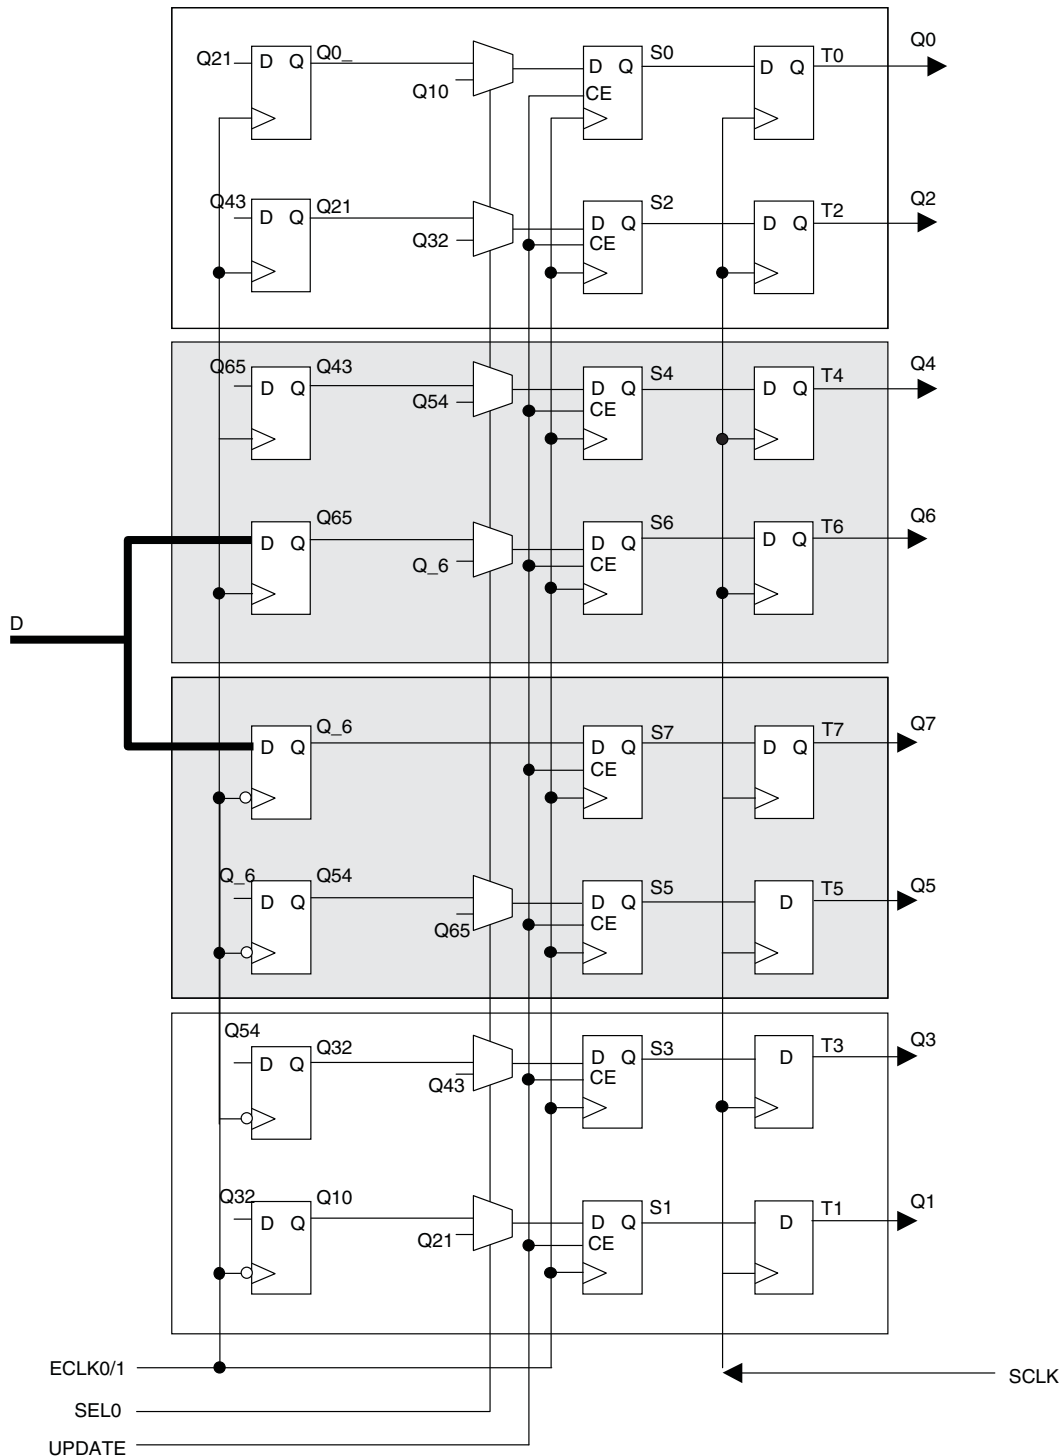 Q21 D Q Q0_ Q10 D Q CE S0 D Q T0 Q0
Q43 D Q Q21 Q32 D Q CE S2 D Q T2 Q2
Q65 D Q Q43 Q54 D Q CE S4 D Q T4 Q4
D Q Q65 Q_6 D Q CE S6 D Q T6 Q6
D
D Q Q_6 D Q CE S7 D Q T7 Q7
Q_6 D Q Q54 Q65 D Q CE S5 D T5 Q5
Q54 D Q Q32 Q43 D Q CE S3 D T3 Q3
Q32 D Q Q10 Q21 D Q CE S1 D T1 Q1
ECLK0/1
SCLK
SEL0
UPDATE